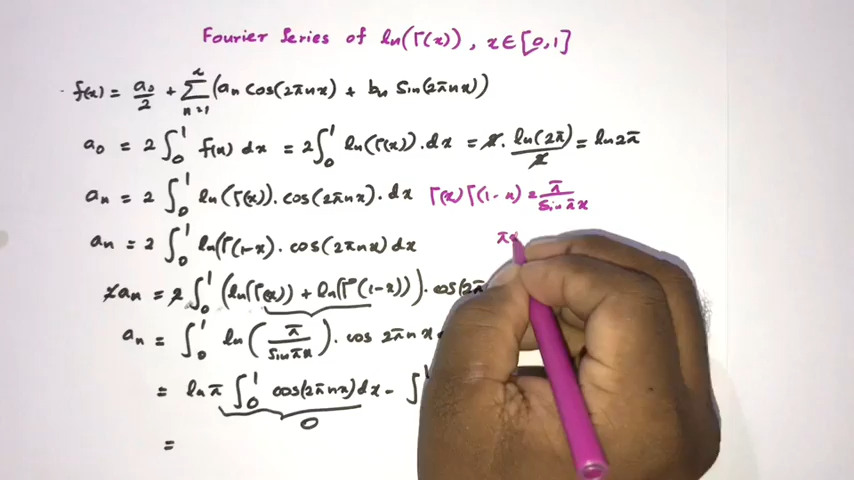 Fourier Series of ln(Γ(x)), x∈[0,1]
f(x) = a₀/2 + ∑_{n=1}^{∞} (aₙ cos(2πnx) + bₙ sin(2πnx))
a₀ = 2 ∫₀¹ f(x) dx = 2∫₀¹ ln(Γ(x)).dx = 2. ln(2π)/2 = ln2π
aₙ = 2 ∫₀¹ ln(Γ(x)). cos(2πnx). dx Γ(x)Γ(1-x) = π/sin πx
aₙ = 2 ∫₀¹ ln(Γ(1-x). cos(2πnx) dx
2aₙ = 2 ∫₀¹ (ln(Γ(x)) + ln(Γ(1-x))). cos(2π
aₙ = ∫₀¹ ln(π/sin πx). cos 2πnx
= ln π ∫₀¹ cos(2πnx)dx - ∫¹
0
=